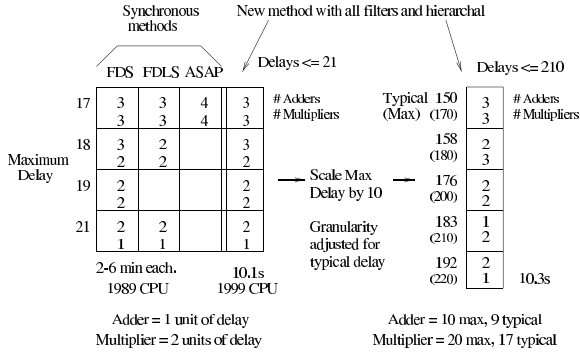 Synchronous
methods
New method with all filters and hierarchal
FDS FDLS ASAP
Delays <= 21
Delays <= 210
17 3 3 4 3 # Adders
3 3 4 3 # Multipliers
18 3 2 3
2 2 2
Maximum
Delay
19 2 2
2 2
21 2 2 2
1 1 1
Scale Max
Delay by 10
Granularity
adjusted for
typical delay
Typical 150 3 # Adders
(Max) (170) 3 # Multipliers
158 2
(180) 3
176 2
(200) 2
183 1
(210) 2
192 2
(220) 1 10.3s
2-6 min each. 10.1s
1989 CPU 1999 CPU
Adder = 1 unit of delay
Multiplier = 2 units of delay
Adder = 10 max, 9 typical
Multiplier = 20 max, 17 typical